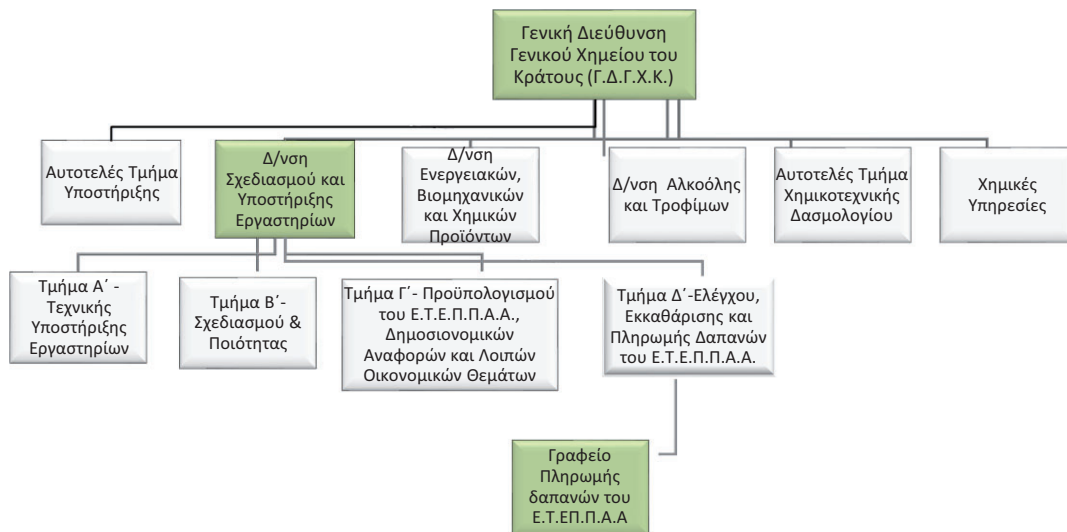 Γενική Διεύθυνση
Γενικού Χημείου του
Κράτους (Γ.Δ.Γ.Χ.Κ.)
Αυτοτελές Τμήμα
Υποστήριξης
Δ/νση
Σχεδιασμού και
Υποστήριξης
Εργαστηρίων
Δ/νση
Ενεργειακών,
Βιομηχανικών
και Χημικών
Προϊόντων
Δ/νση Αλκοόλης
και Τροφίμων
Αυτοτελές Τμήμα
Χημικοτεχνικής
Δασμολογίου
Χημικές
Υπηρεσίες
Τμήμα Α΄ -
Τεχνικής
Υποστήριξης
Εργαστηρίων
Τμήμα Β΄-
Σχεδιασμού &
Ποιότητας
Τμήμα Γ΄- Προϋπολογισμού
του Ε.Τ.Ε.Π.Π.Α.Α.,
Δημοσιονομικών
Αναφορών και Λοιπών
Οικονομικών Θεμάτων
Τμήμα Δ΄-Ελέγχου,
Εκκαθάρισης και
Πληρωμής Δαπανών
του Ε.Τ.Ε.Π.Π.Α.Α.
Γραφείο
Πληρωμής
δαπανών του
Ε.Τ.ΕΠ.Π.Α.Α